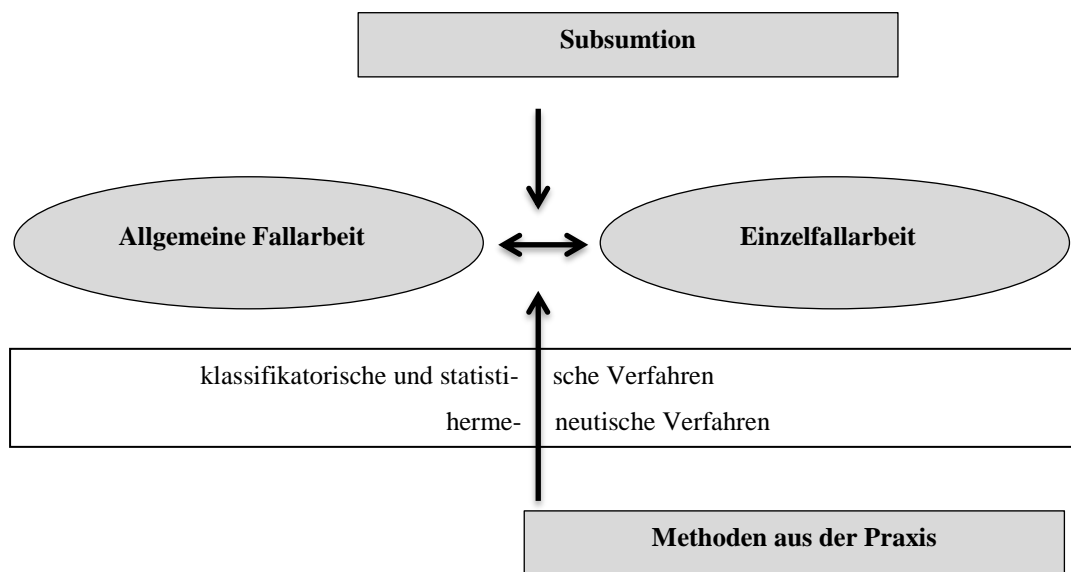 Subsumtion
Allgemeine Fallarbeit
Einzelfallarbeit
klassifikatorische und statisti- sche Verfahren
herme- neutische Verfahren
Methoden aus der Praxis